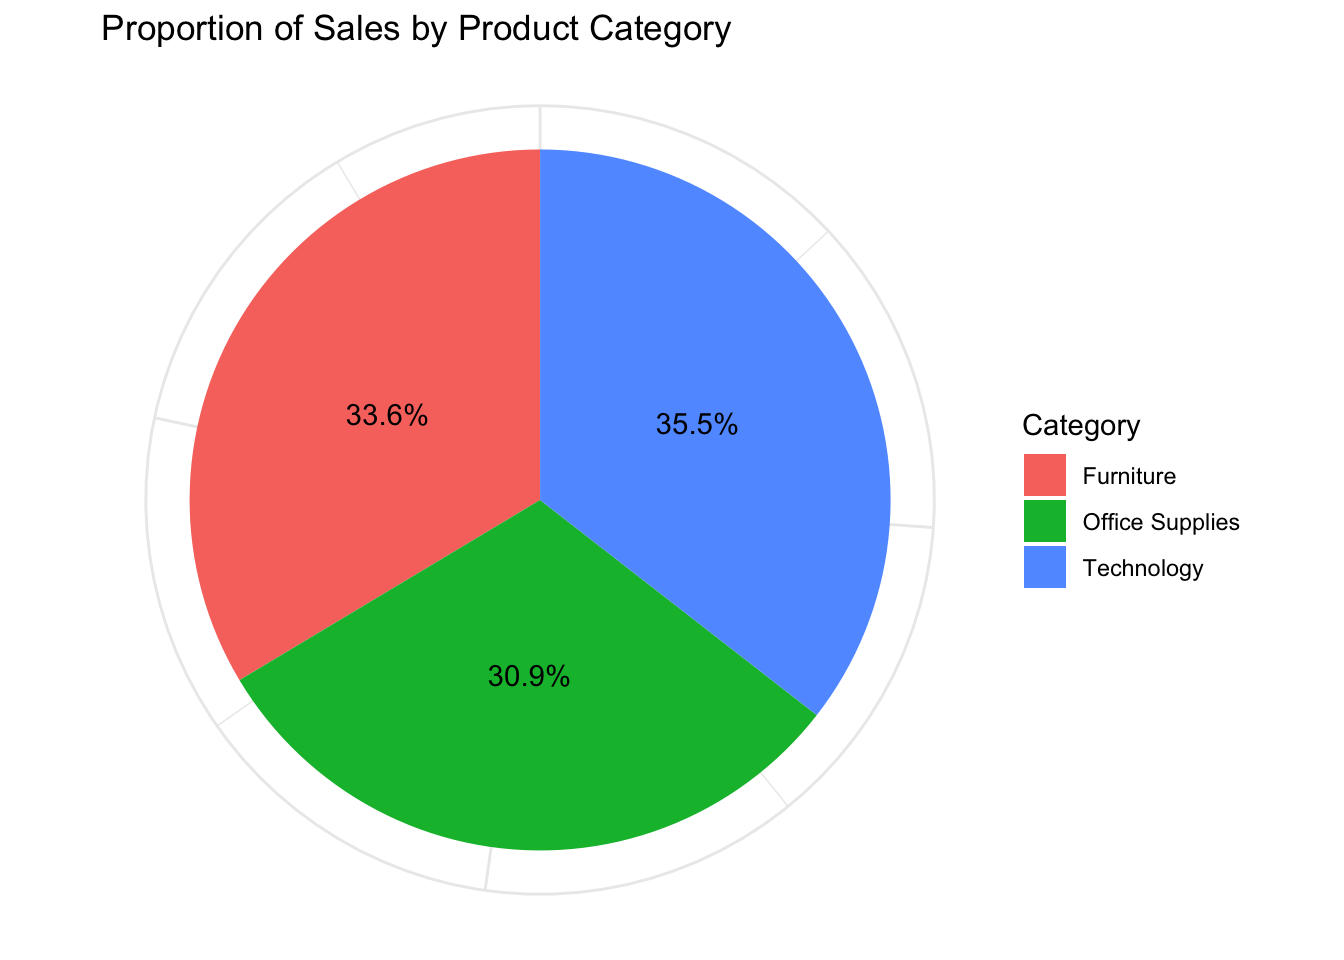 Proportion of Sales by Product Category
33.6%
35.5%
30.9%
Category
Furniture
Office Supplies
Technology